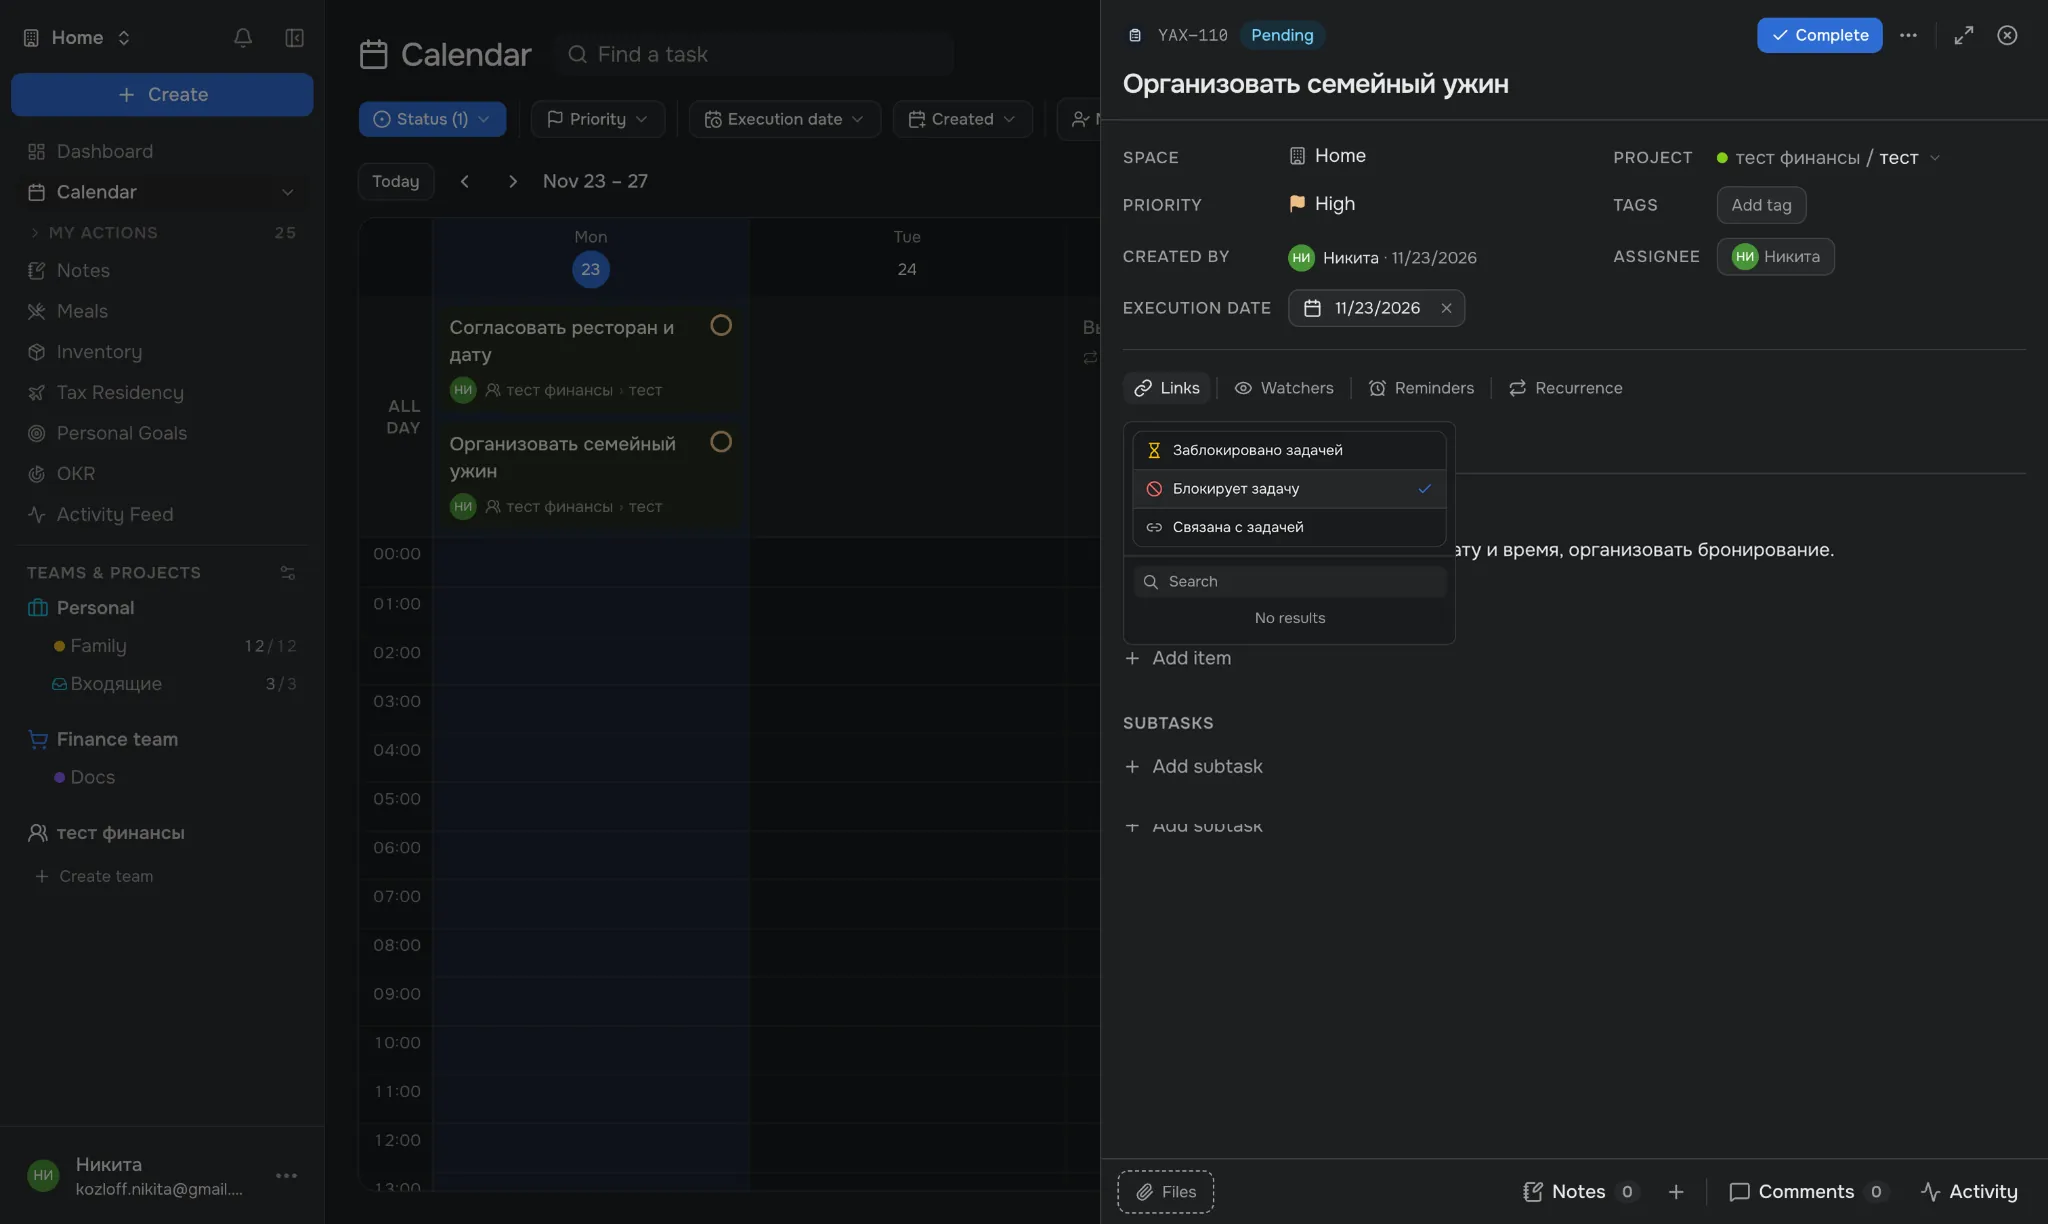 Home
Create
Dashboard
Calendar
MY ACTIONS 25
Notes
Meals
Inventory
Tax Residency
Personal Goals
OKR
Activity Feed
TEAMS & PROJECTS
Personal
Family 12/12
Входящие 3/3
Finance team
Docs
тест финансы
Create team
НИ
Никита
kozloff.nikita@gmail....
Calendar
Find a task
Status (1)
Priority
Execution date
Created
Today
Nov 23 – 27
Mon
23
Tue
24
ALL DAY
Согласовать ресторан и
дату
НИ тест финансы › тест
Организовать семейный
ужин
НИ тест финансы › тест
00:00
01:00
02:00
03:00
04:00
05:00
06:00
07:00
08:00
09:00
10:00
11:00
12:00
13:00
YAX-110
Pending
Complete
Организовать семейный ужин
SPACE Home
PROJECT тест финансы / тест
PRIORITY High
TAGS Add tag
CREATED BY НИ Никита · 11/23/2026
ASSIGNEE НИ Никита
EXECUTION DATE 11/23/2026
Links
Watchers
Reminders
Recurrence
Заблокировано задачей
Блокирует задачу
Связана с задачей
ату и время, организовать бронирование.
Search
No results
Add item
SUBTASKS
Add subtask
Add subtask
Files
Notes 0
Comments 0
Activity